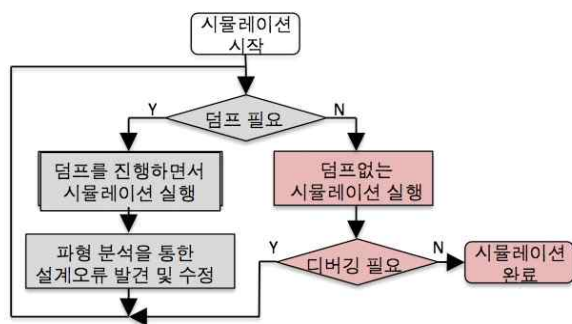 시뮬레이션
시작
Y
N
덤프 필요
덤프를 진행하면서
시뮬레이션 실행
덤프없는
시뮬레이션 실행
파형 분석을 통한
설계오류 발견 및 수정
Y
디버깅 필요
N
시뮬레이션
완료